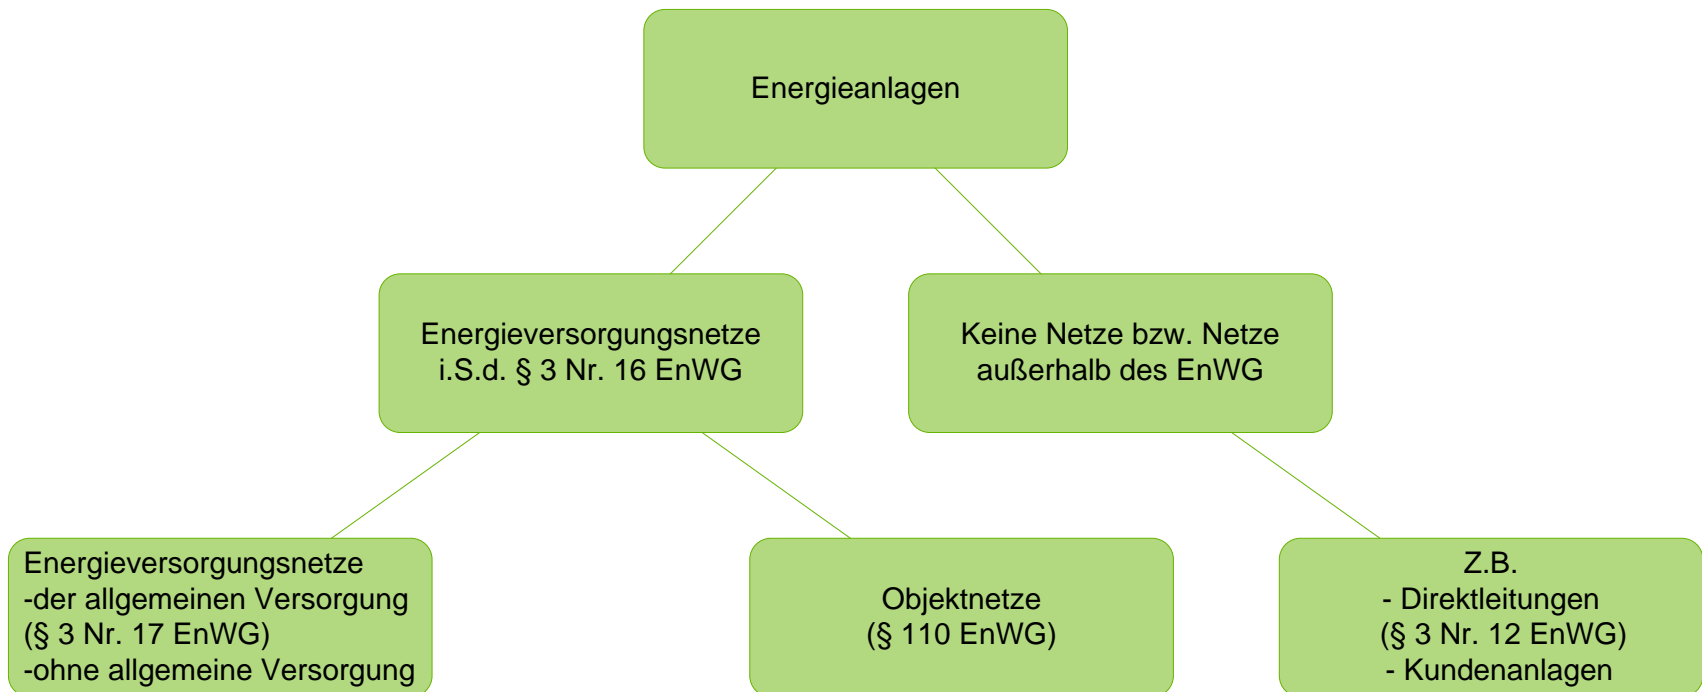 Energieanlagen
Energieversorgungsnetze
i.S.d. § 3 Nr. 16 EnWG
Keine Netze bzw. Netze
außerhalb des EnWG
Energieversorgungsnetze
-der allgemeinen Versorgung
(§ 3 Nr. 17 EnWG)
-ohne allgemeine Versorgung
Objektnetze
(§ 110 EnWG)
Z.B.
- Direktleitungen
(§ 3 Nr. 12 EnWG)
- Kundenanlagen